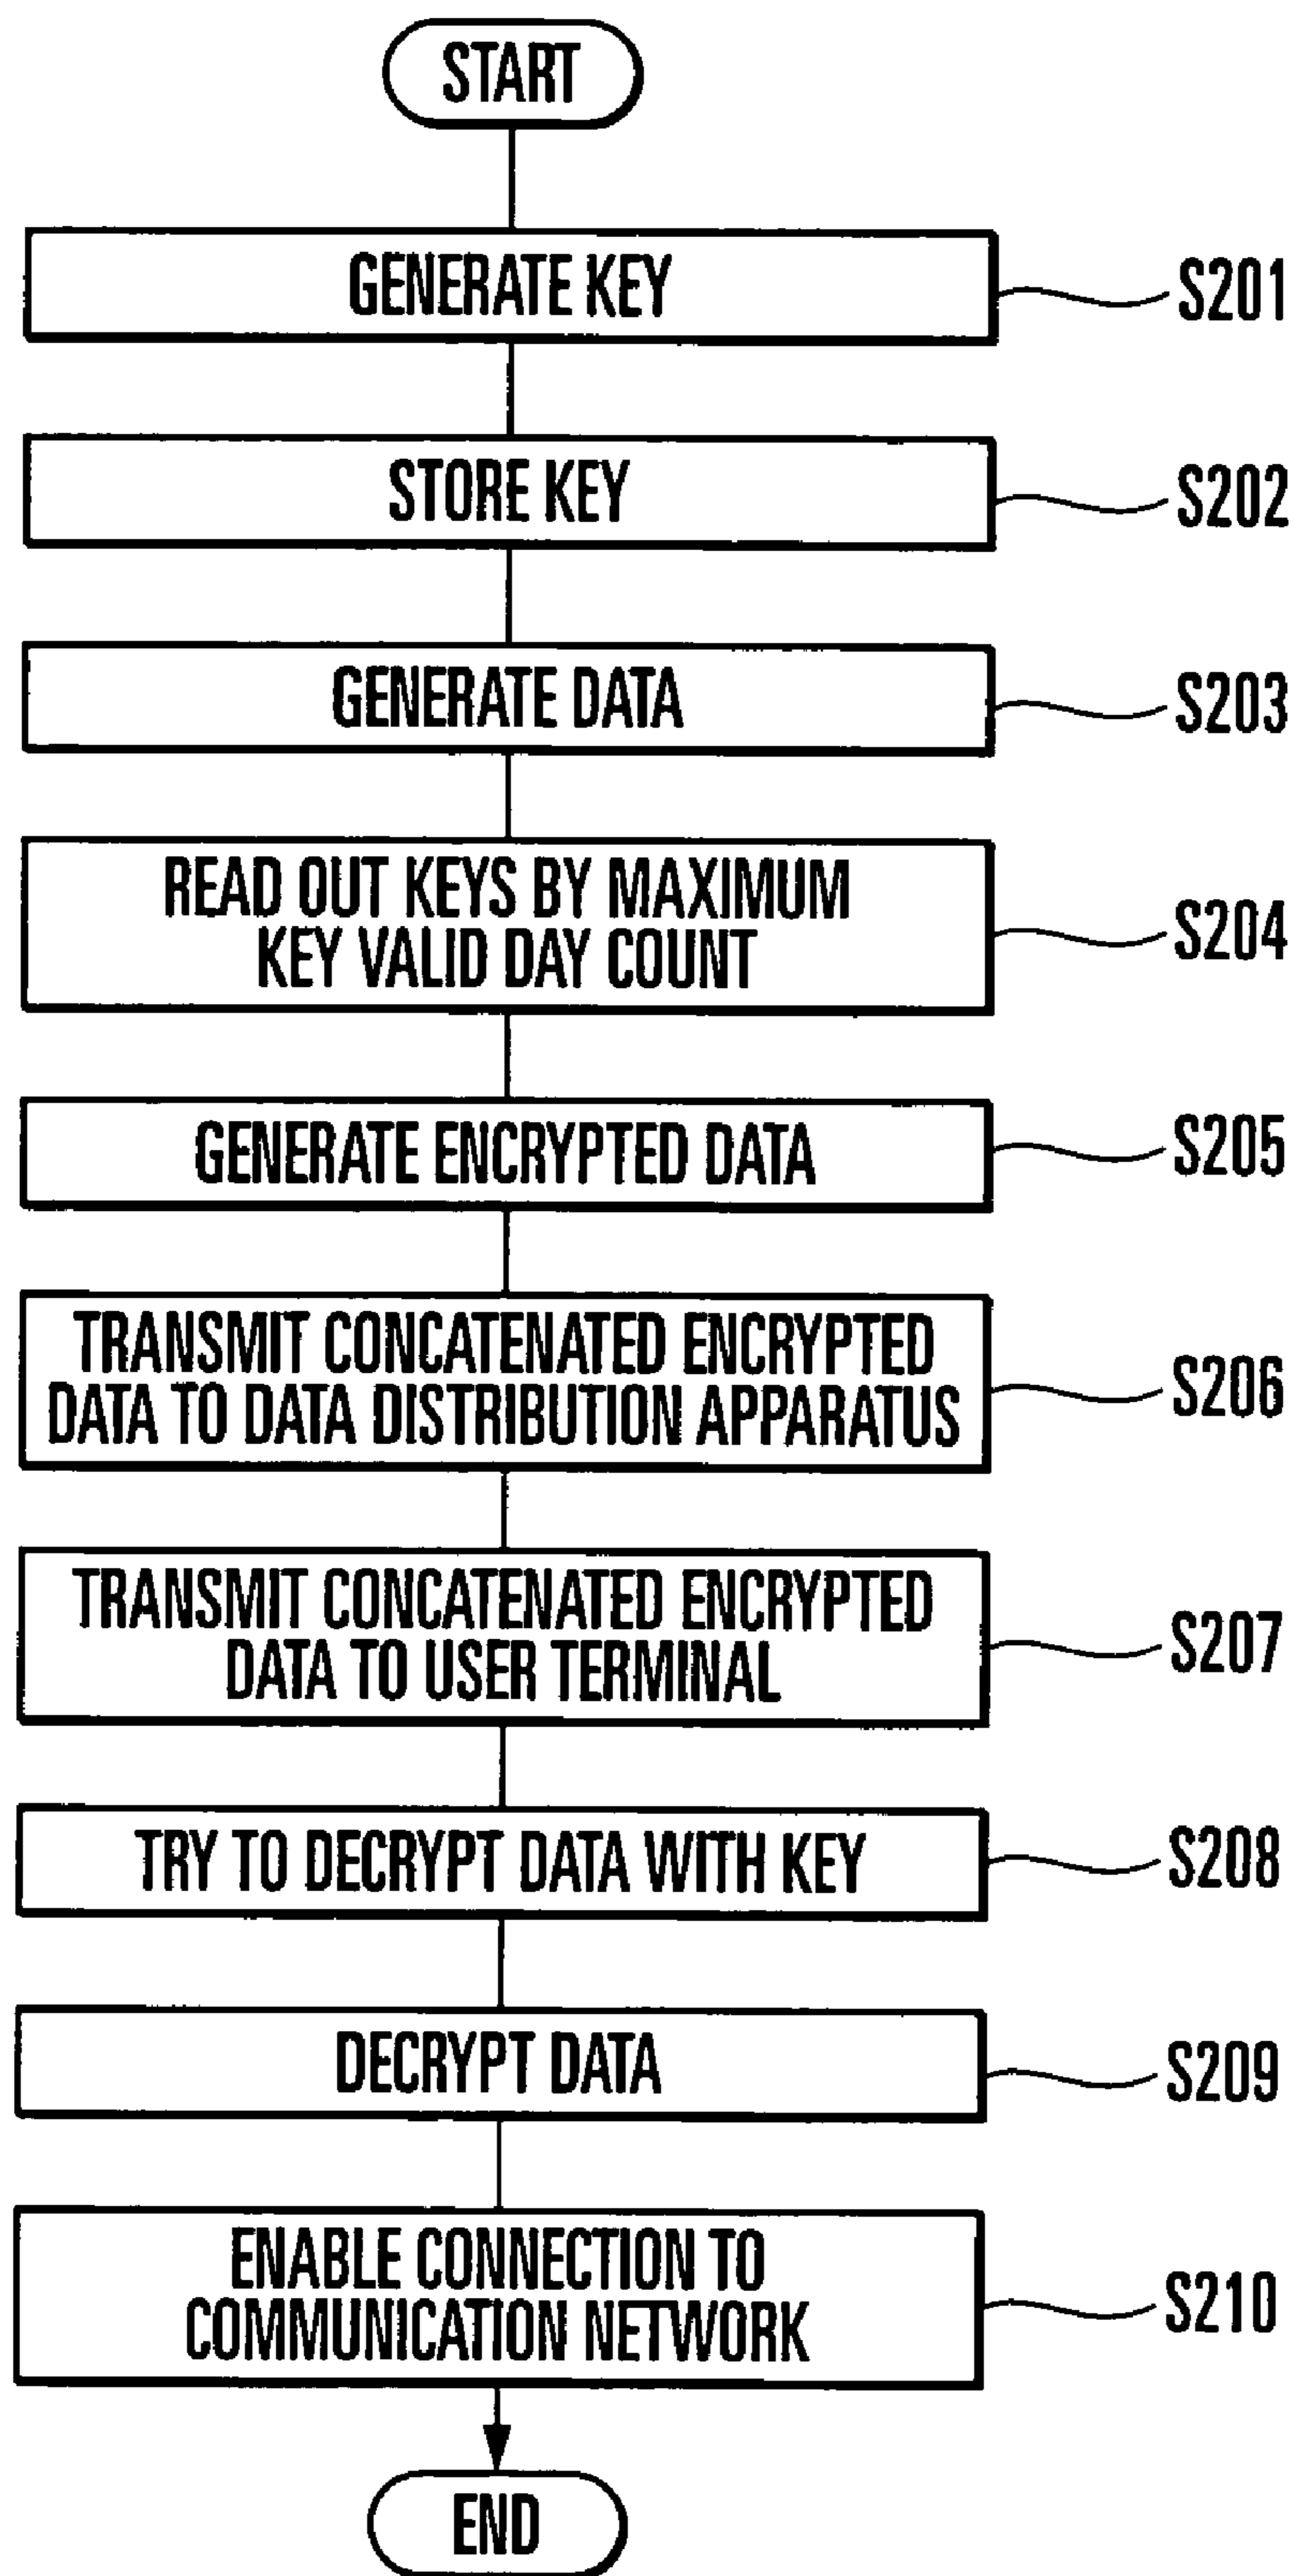 START
GENERATE KEY
S201
STORE KEY
S202
GENERATE DATA
S203
READ OUT KEYS BY MAXIMUM
KEY VALID DAY COUNT
S204
GENERATE ENCRYPTED DATA
S205
TRANSMIT CONCATENATED ENCRYPTED
DATA TO DATA DISTRIBUTION APPARATUS
S206
TRANSMIT CONCATENATED ENCRYPTED
DATA TO USER TERMINAL
S207
TRY TO DECRYPT DATA WITH KEY
S208
DECRYPT DATA
S209
ENABLE CONNECTION TO
COMMUNICATION NETWORK
S210
END